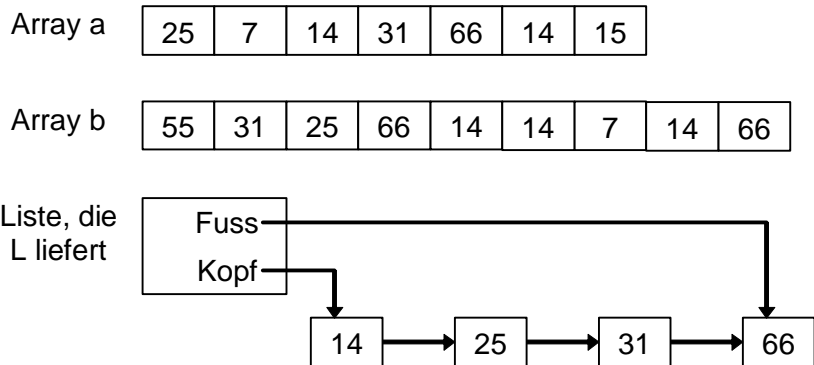 Array a 25 7 14 31 66 14 15
Array b 55 31 25 66 14 14 7 14 66
Liste, die
L liefert
Fuss
Kopf
14 25 31 66